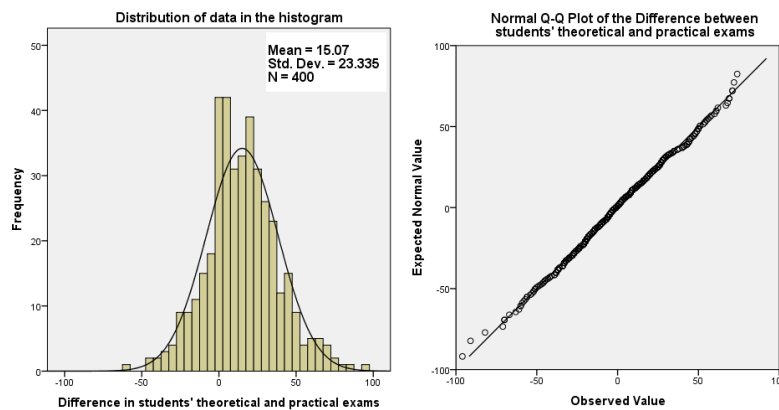 Distribution of data in the histogram
Mean = 15.07
Std. Dev. = 23.335
N = 400
50
40
30
20
10
0
Frequency
-100
-50
0
50
100
Difference in students' theoretical and practical exams
Normal Q-Q Plot of the Difference between
students' theoretical and practical exams
100
50
0
-50
-100
Expected Normal Value
-100
-50
0
50
100
Observed Value